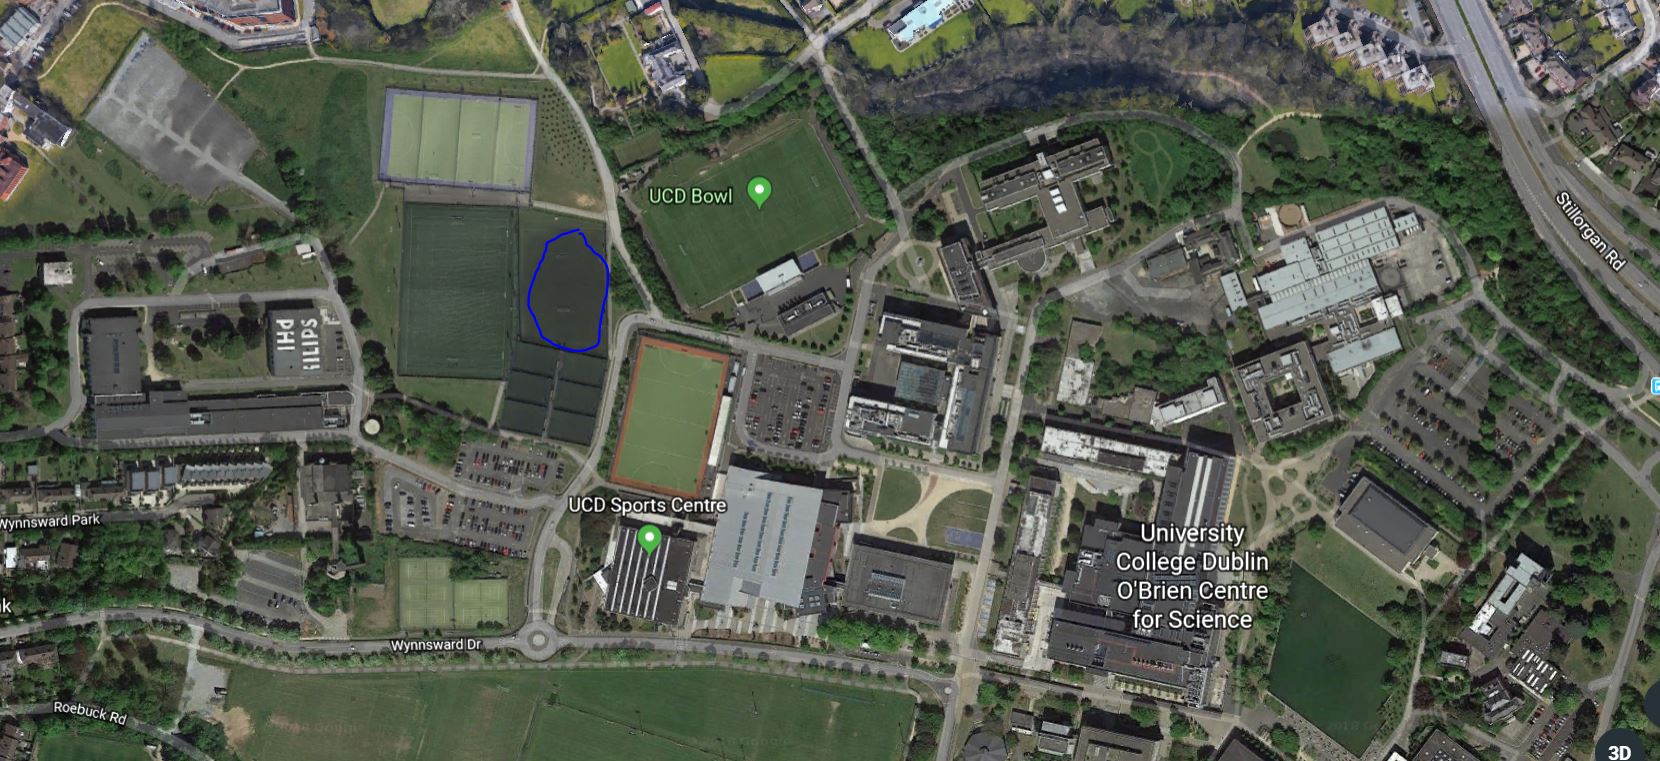 UCD Bowl
Stillorgan Rd
PHI
SdITIS
UCD Sports Centre
Wynnsward Park
University
College Dublin
O'Brien Centre
for Science
k
Wynnsward Dr
Roebuck Rd
3D